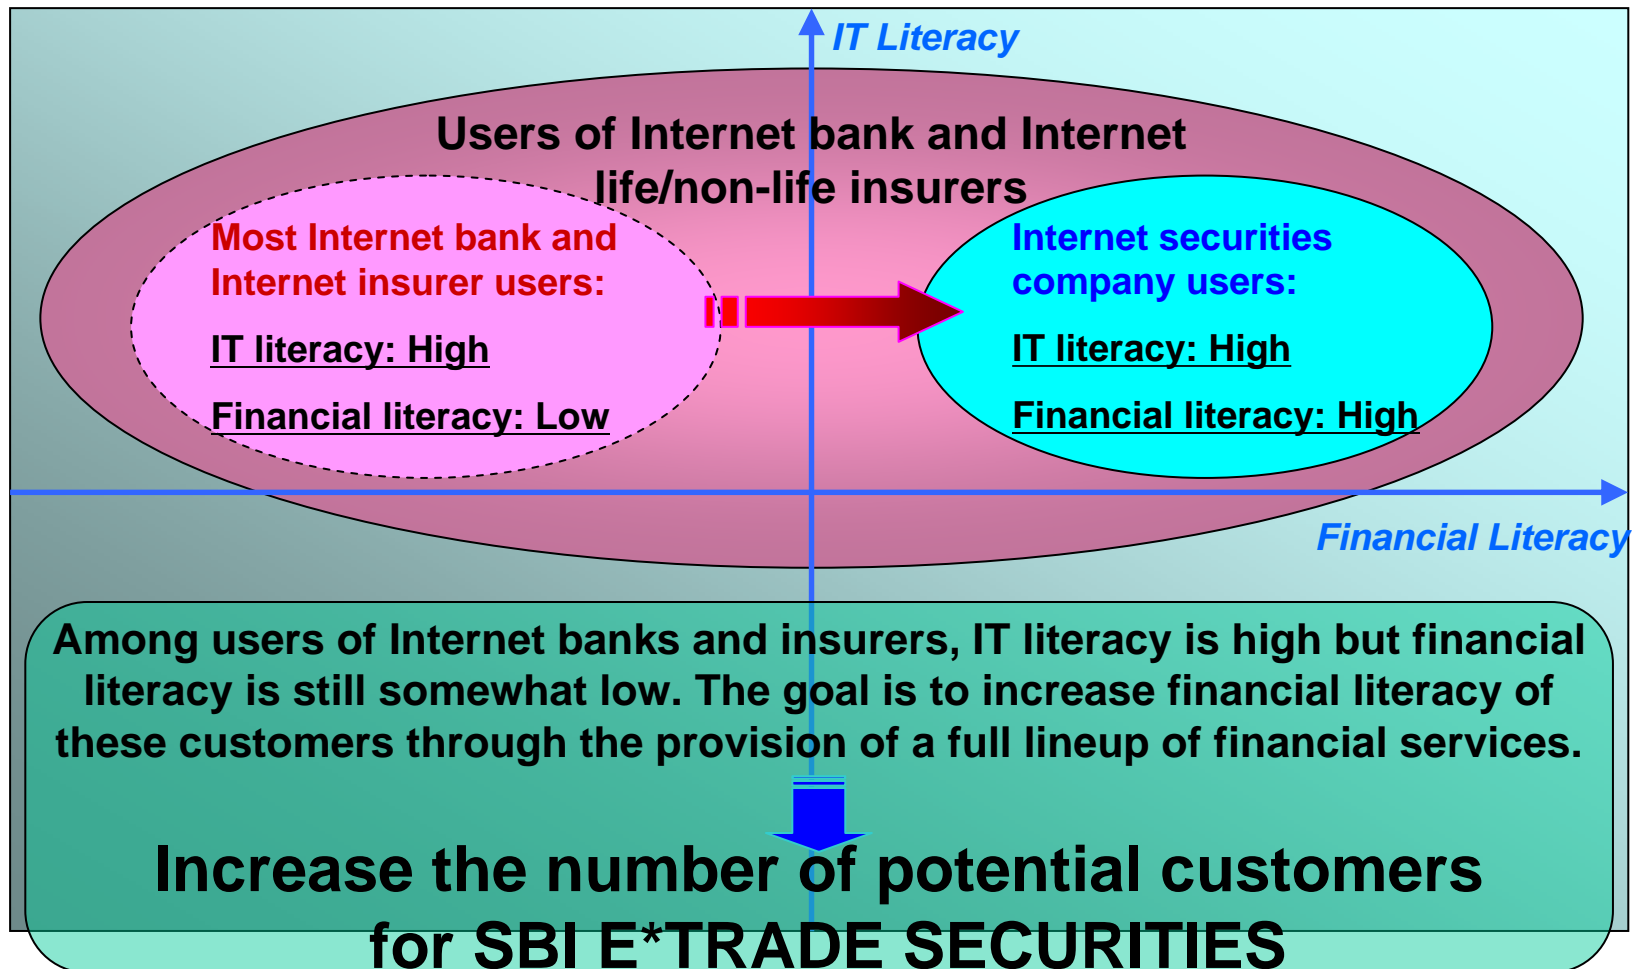 IT Literacy
Users of Internet bank and Internet
life/non-life insurers
Most Internet bank and
Internet insurer users:
IT literacy: High
Financial literacy: Low
Internet securities
company users:
IT literacy: High
Financial literacy: High
Financial Literacy
Among users of Internet banks and insurers, IT literacy is high but financial
literacy is still somewhat low. The goal is to increase financial literacy of
these customers through the provision of a full lineup of financial services.
Increase the number of potential customers
for SBI E*TRADE SECURITIES